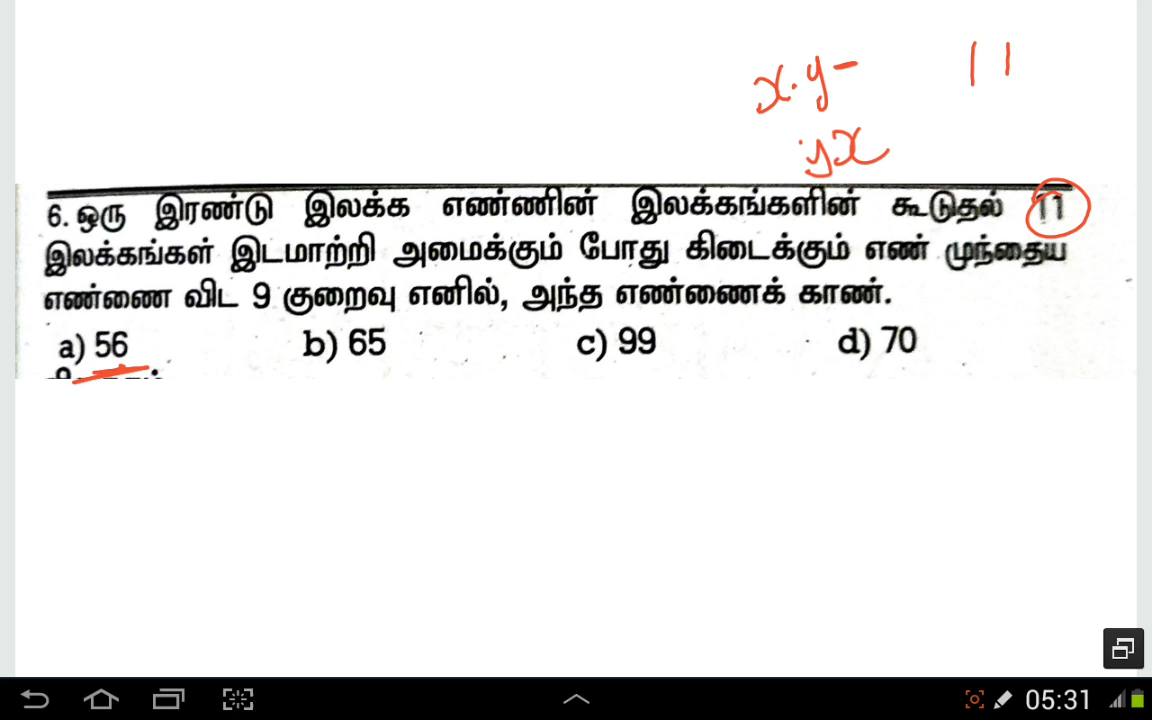 x.y - 11
yx
6. ஒரு இரண்டு இலக்க எண்ணின் இலக்கங்களின் கூடுதல் 11
இலக்கங்கள் இடமாற்றி அமைக்கும் போது கிடைக்கும் எண் முந்தைய
எண்ணை விட 9 குறைவு எனில், அந்த எண்ணைக் காண்.
a) 56 b) 65 c) 99 d) 70
05:31